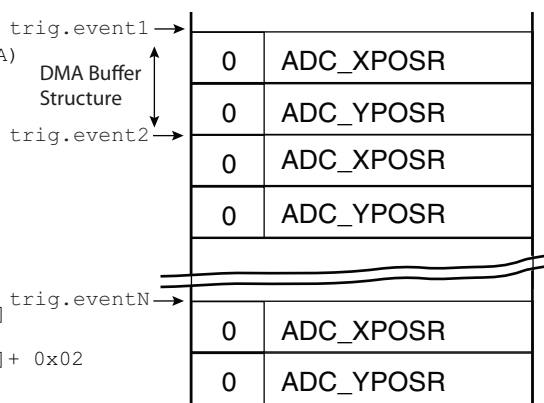 trig.event1
A)
DMA Buffer
Structure
0 ADC_XPOSR
0 ADC_YPOSR
trig.event2
0 ADC_XPOSR
0 ADC_YPOSR
trig.eventN
]
0 ADC_XPOSR
]+ 0x02
0 ADC_YPOSR